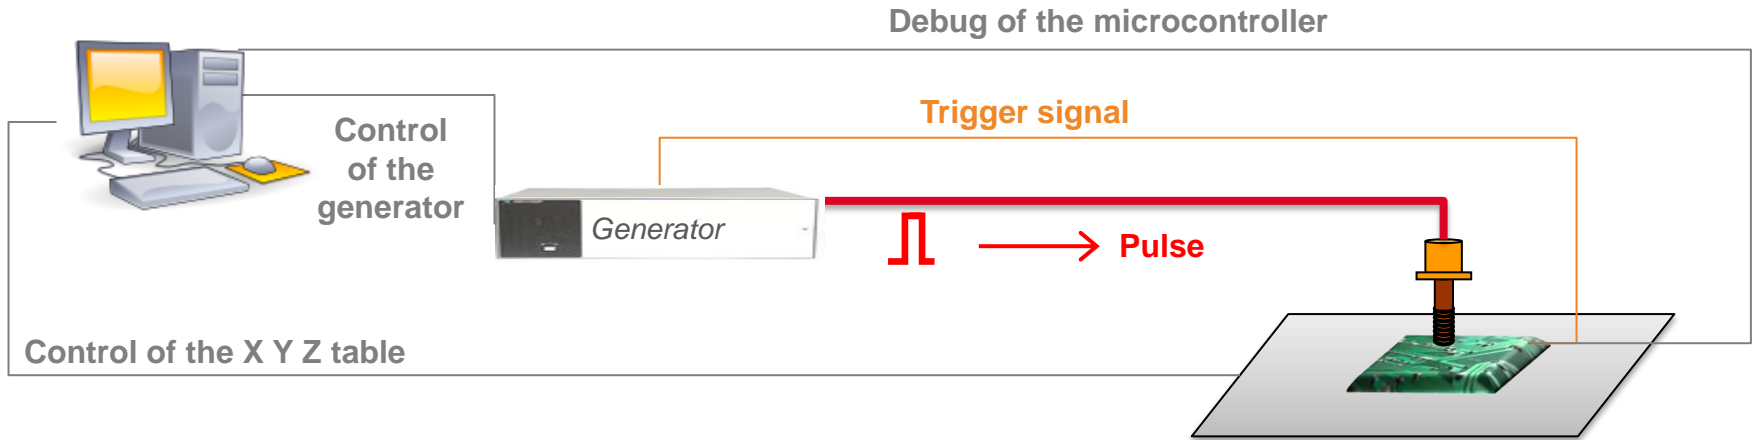 Debug of the microcontroller
Trigger signal
Control
of the
generator
Generator
Pulse
Control of the X Y Z table